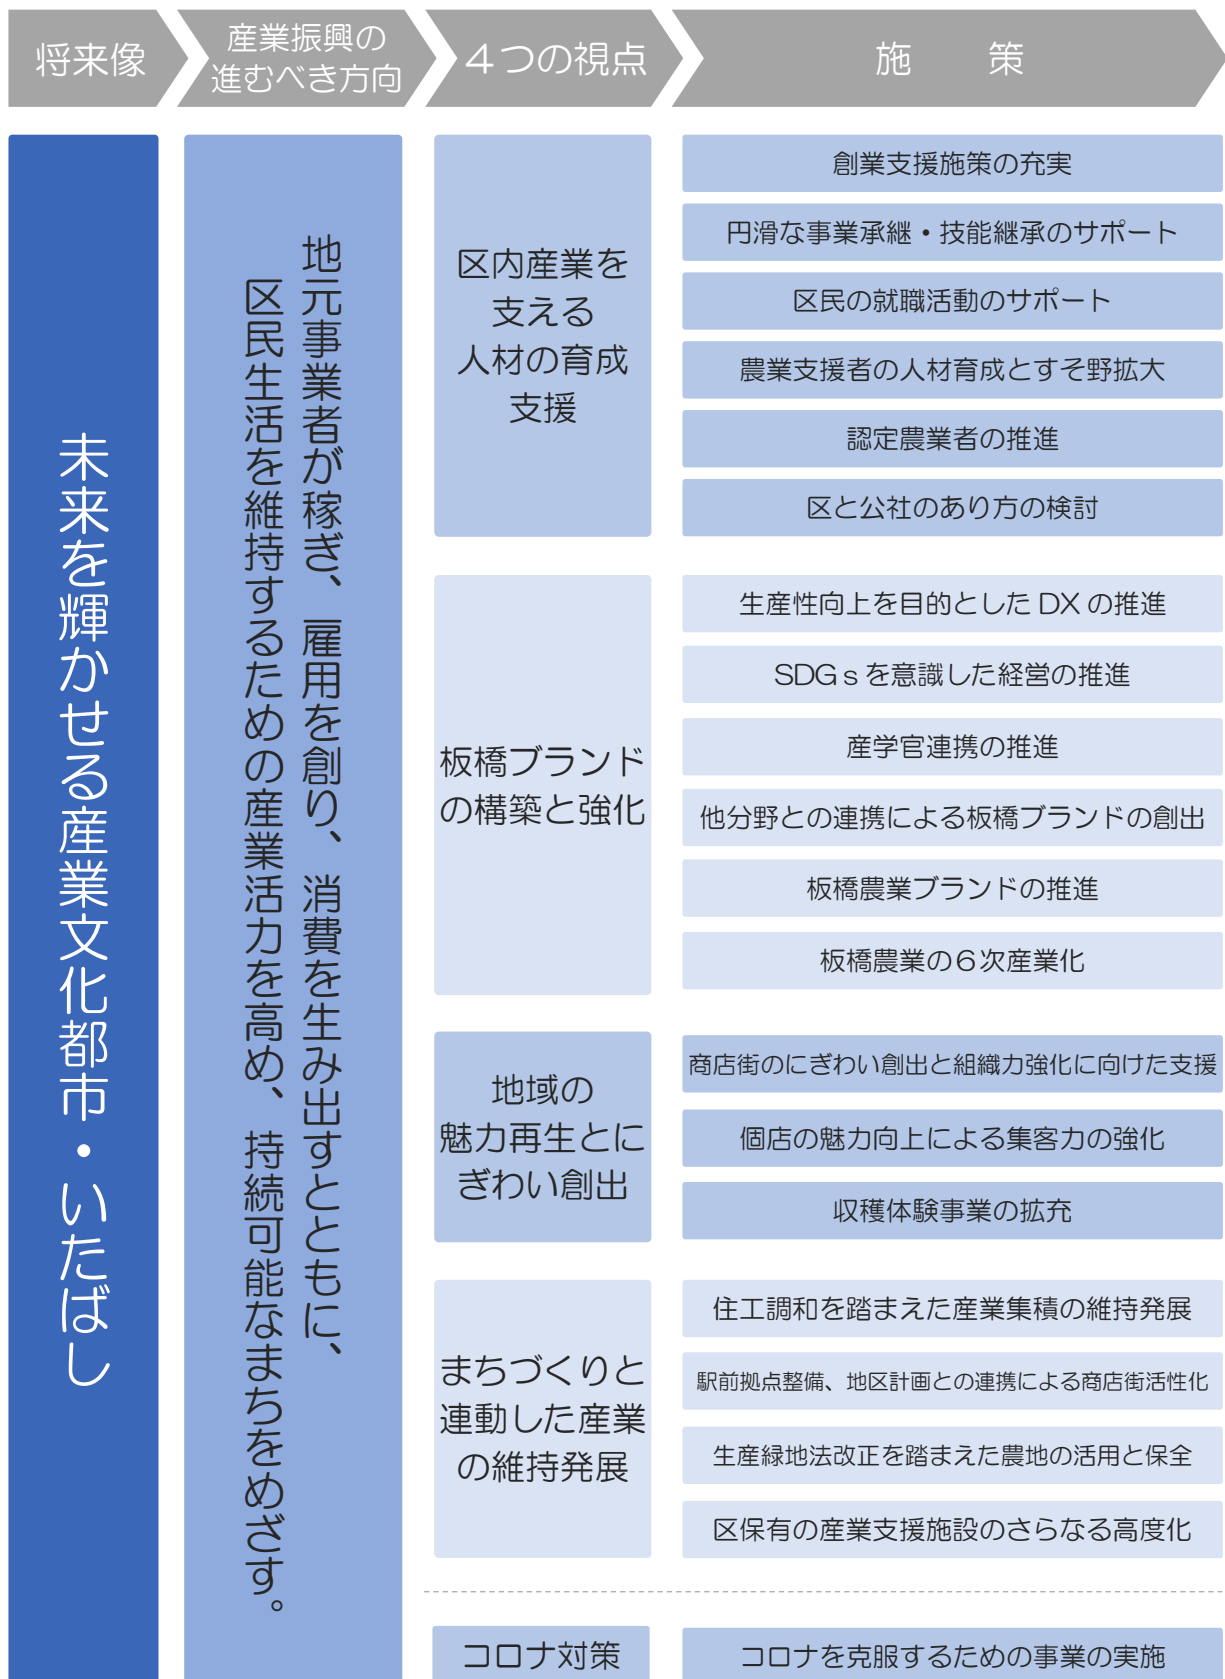 将来像
産業振興の
進むべき方向
４つの視点
施　策
未来を輝かせる産業文化都市・いたばし
地元事業者が稼ぎ、雇用を創り、消費を生み出すとともに、
区民生活を維持するための産業活力を高め、持続可能なまちをめざす。
区内産業を
支える
人材の育成
支援
創業支援施策の充実
円滑な事業承継・技能継承のサポート
区民の就職活動のサポート
農業支援者の人材育成とすそ野拡大
認定農業者の推進
区と公社のあり方の検討
板橋ブランド
の構築と強化
生産性向上を目的としたDXの推進
SDGｓを意識した経営の推進
産学官連携の推進
他分野との連携による板橋ブランドの創出
板橋農業ブランドの推進
板橋農業の６次産業化
地域の
魅力再生とに
ぎわい創出
商店街のにぎわい創出と組織力強化に向けた支援
個店の魅力向上による集客力の強化
収穫体験事業の拡充
まちづくりと
連動した産業
の維持発展
住工調和を踏まえた産業集積の維持発展
駅前拠点整備、地区計画との連携による商店街活性化
生産緑地法改正を踏まえた農地の活用と保全
区保有の産業支援施設のさらなる高度化
コロナ対策
コロナを克服するための事業の実施